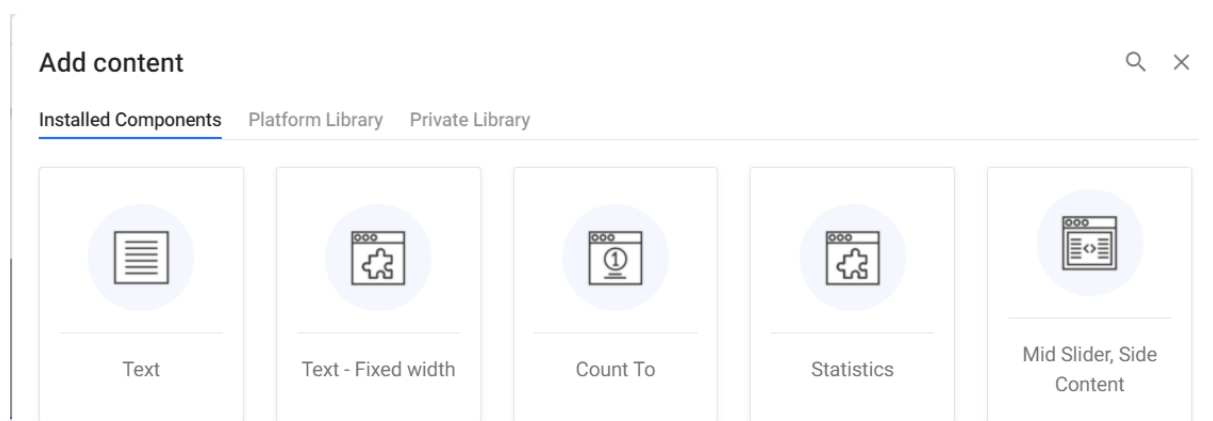 Add content
Installed Components Platform Library Private Library
1
Text
Text - Fixed width
Count To
Statistics
Mid Slider, Side
Content